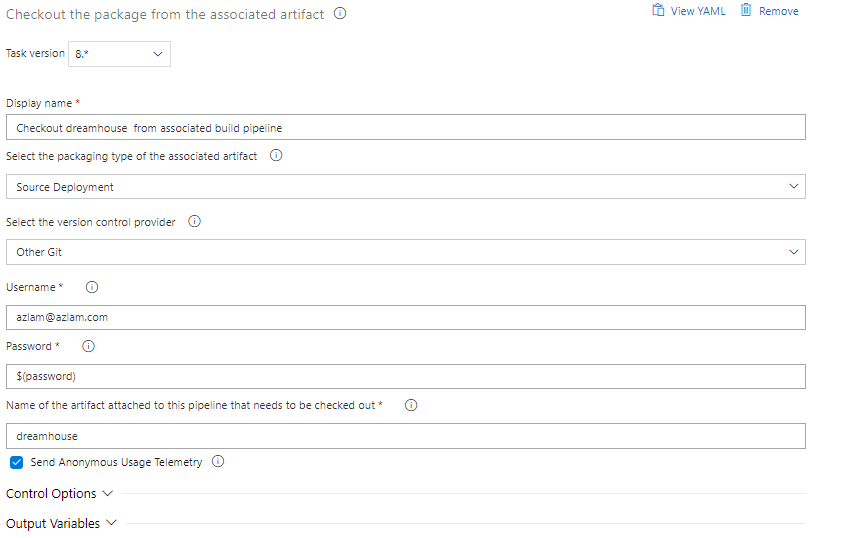 Checkout the package from the associated artifact
View YAML Remove
Task version 8.*
Display name *
Checkout dreamhouse from associated build pipeline
Select the packaging type of the associated artifact
Source Deployment
Select the version control provider
Other Git
Username *
azlam@azlam.com
Password *
$(password)
Name of the artifact attached to this pipeline that needs to be checked out *
dreamhouse
Send Anonymous Usage Telemetry
Control Options
Output Variables